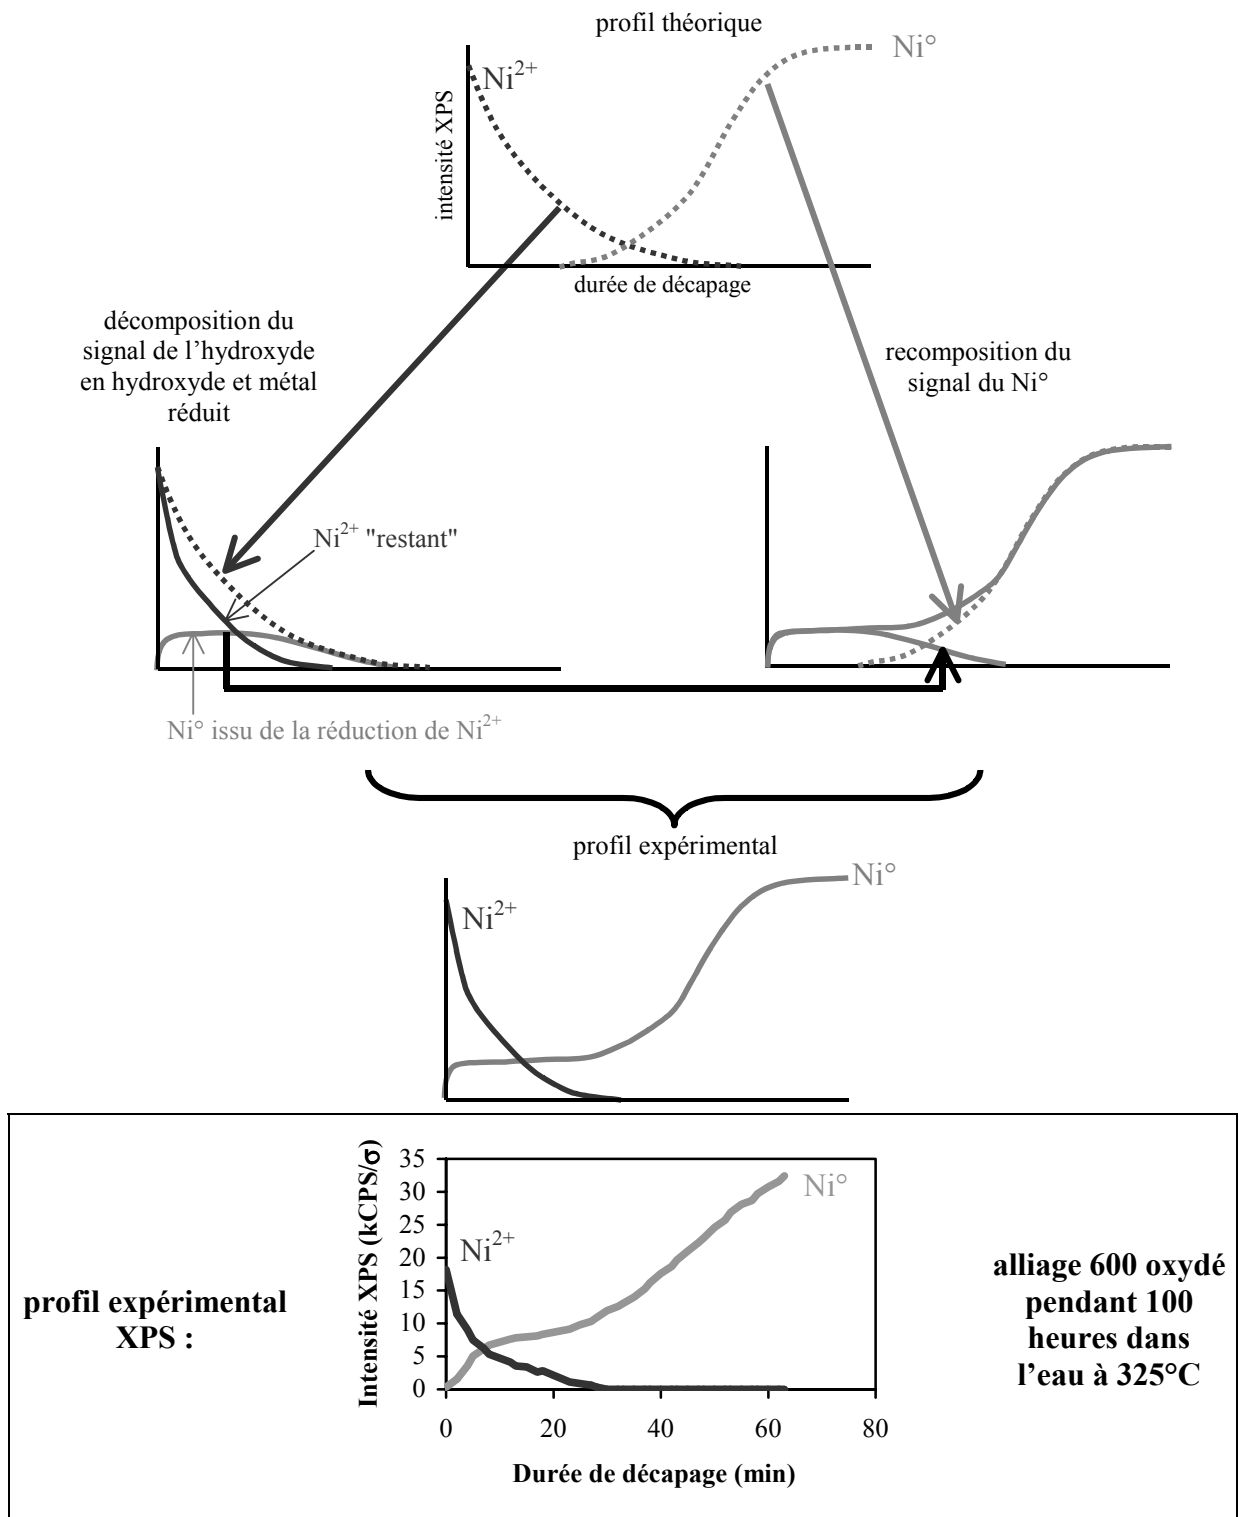 profil théorique
Ni°
Ni²⁺
intensité XPS
durée de décapage
décomposition du
signal de l’hydroxyde
en hydroxyde et métal
réduit
recomposition du
signal du Ni°
Ni²⁺ "restant"
Ni° issu de la réduction de Ni²⁺
profil expérimental
Ni°
Ni²⁺
profil expérimental
XPS :
Intensité XPS (kCPS/σ)
35
30
25
20
15
10
5
0
Ni²⁺
Ni°
0 20 40 60 80
Durée de décapage (min)
alliage 600 oxydé
pendant 100
heures dans
l’eau à 325°C